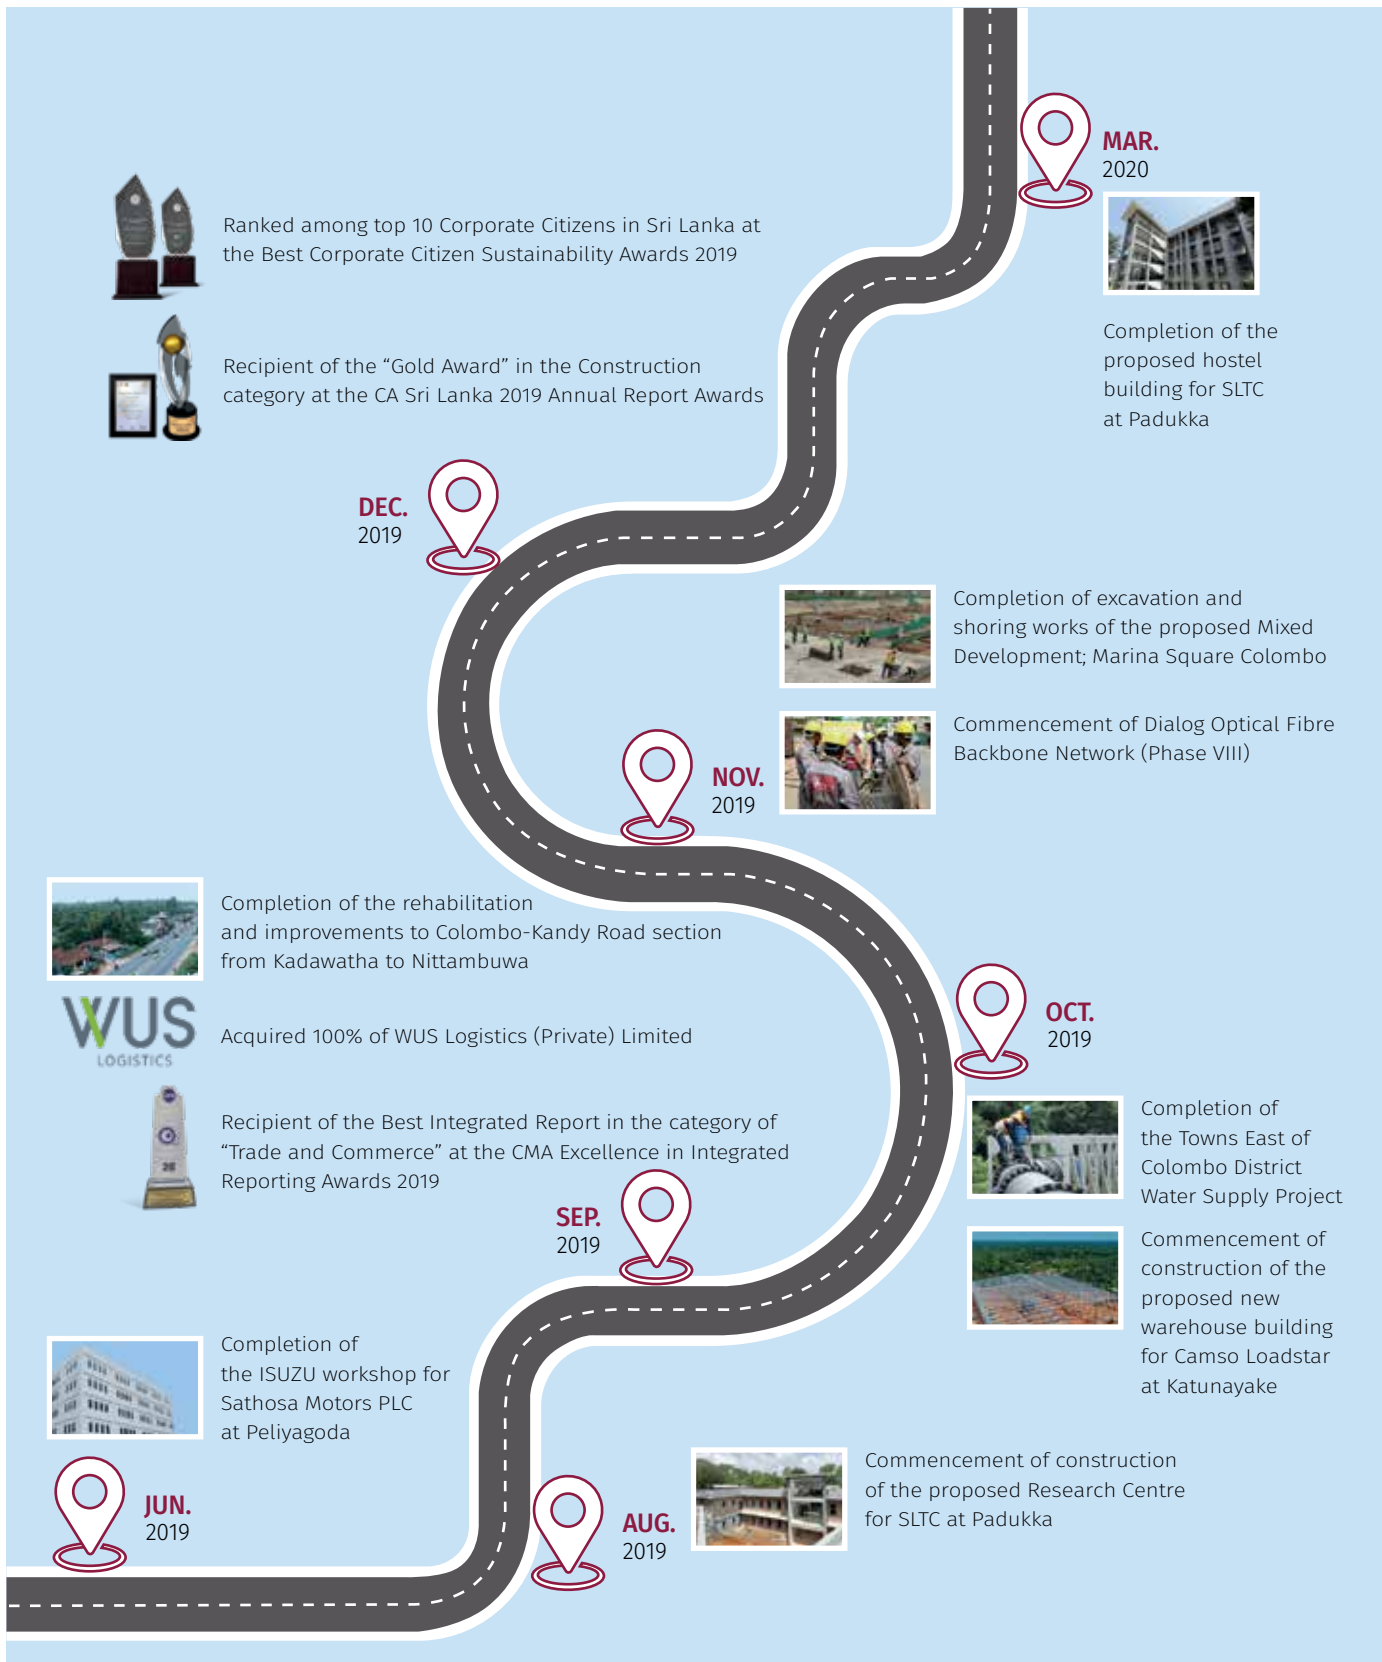 MAR.
2020
Completion of the
proposed hostel
building for SLTC
at Padukka
Ranked among top 10 Corporate Citizens in Sri Lanka at
the Best Corporate Citizen Sustainability Awards 2019
Recipient of the “Gold Award” in the Construction
category at the CA Sri Lanka 2019 Annual Report Awards
DEC.
2019
Completion of excavation and
shoring works of the proposed Mixed
Development; Marina Square Colombo
Commencement of Dialog Optical Fibre
Backbone Network (Phase VIII)
NOV.
2019
Completion of the rehabilitation
and improvements to Colombo-Kandy Road section
from Kadawatha to Nittambuwa
WUS
LOGISTICS
Acquired 100% of WUS Logistics (Private) Limited
Recipient of the Best Integrated Report in the category of
“Trade and Commerce” at the CMA Excellence in Integrated
Reporting Awards 2019
OCT.
2019
Completion of
the Towns East of
Colombo District
Water Supply Project
Commencement of
construction of the
proposed new
warehouse building
for Camso Loadstar
at Katunayake
SEP.
2019
Completion of
the ISUZU workshop for
Sathosa Motors PLC
at Peliyagoda
JUN.
2019
AUG.
2019
Commencement of construction
of the proposed Research Centre
for SLTC at Padukka